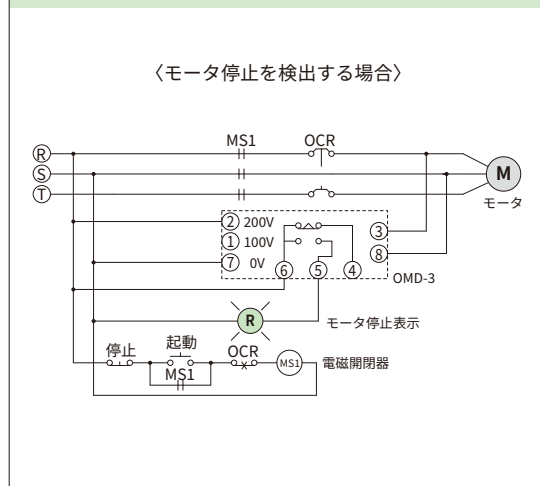 〈モータ停止を検出する場合〉
MS1 OCR
R
S
T
M
モータ
2 200V
1 100V
7 0V
3
8
6 5 4
OMD-3
R
モータ停止表示
停止 起動 OCR MS1 電磁開閉器
MS1